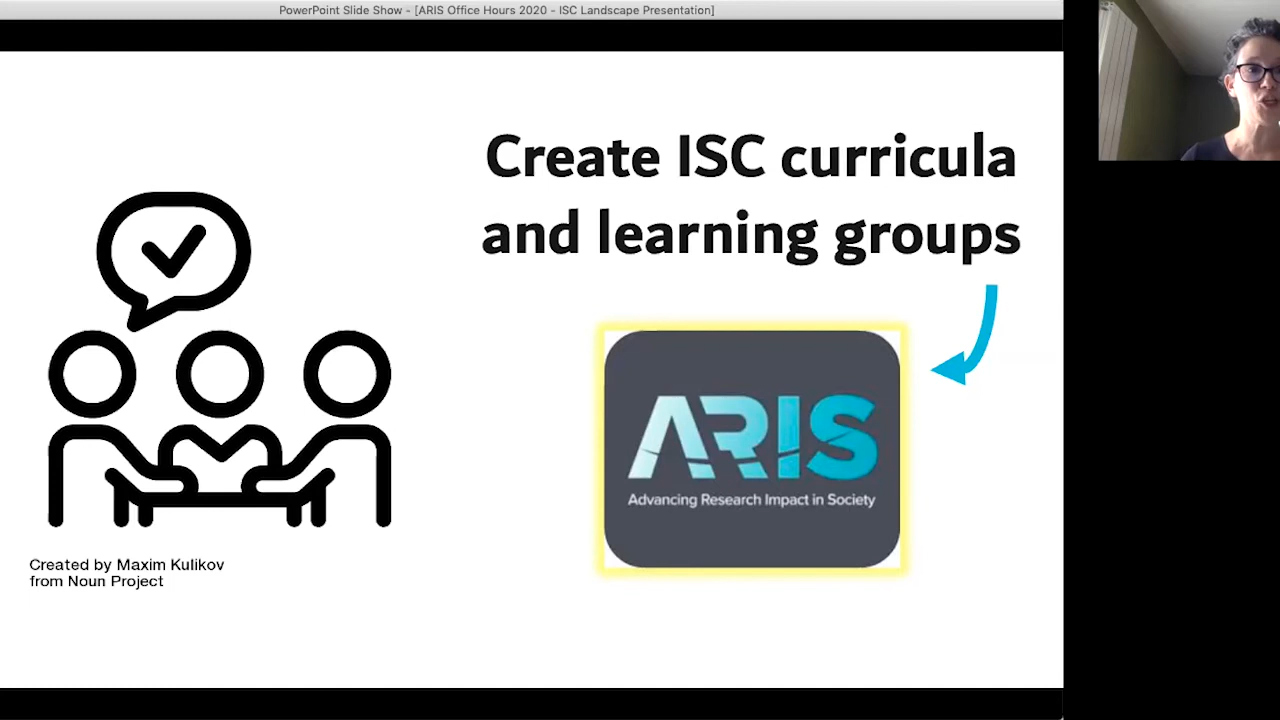 PowerPoint Slide Show - [ARIS Office Hours 2020 - ISC Landscape Presentation]
Create ISC curricula
and learning groups
ARIS
Advancing Research Impact in Society
Created by Maxim Kulikov
from Noun Project